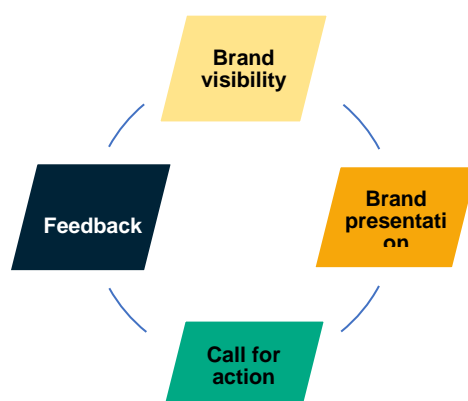 Brand
visibility
Brand
presentati
on
Call for
action
Feedback